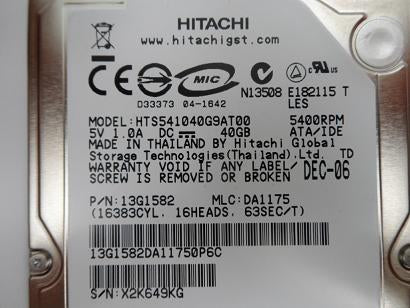 HITACHI
www.hitachigst.com
CE MIC
N13508 E182115 T
D33373 04-1642
LES
MODEL:HTS541040G9AT00 5400RPM
5V 1.0A DC 40GB ATA/IDE
MADE IN THAILAND BY Hitachi Global
Storage Technologies(Thailand).Ltd. TD
WARRANTY VOID IF ANY LABEL/ DEC-06
SCREW IS REMOVED OR BROKEN
P/N:13G1582 MLC:DA1175
(16383CYL. 16HEADS. 63SEC/T)
13G1582DA11750P6C
S/N:X2K649KG